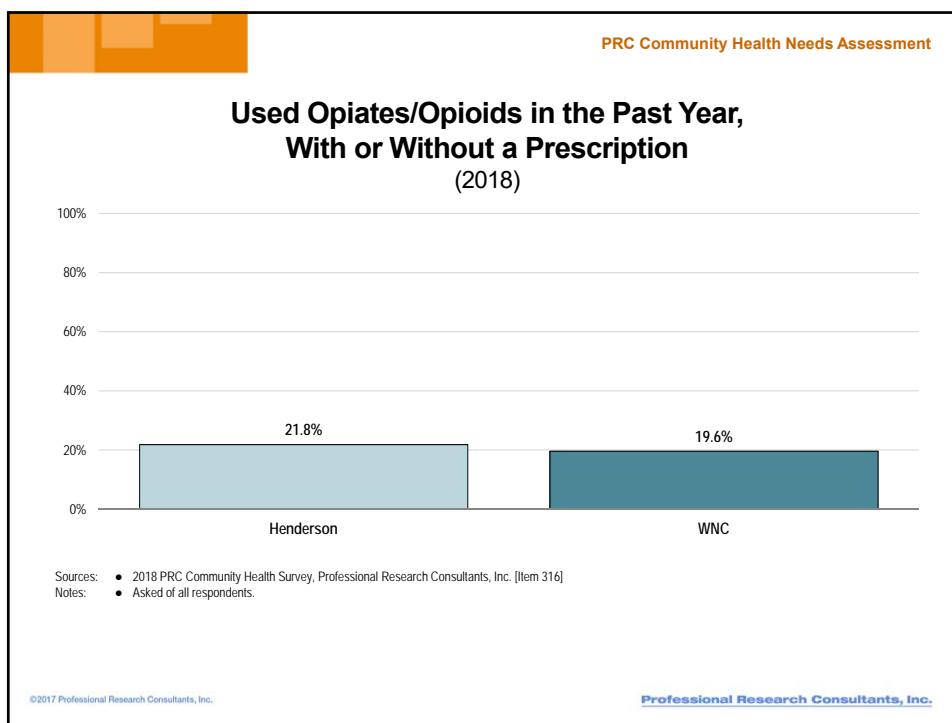 PRC Community Health Needs Assessment
Used Opiates/Opioids in the Past Year,
With or Without a Prescription
(2018)
100%
80%
60%
40%
20%
0%
21.8%
19.6%
Henderson
WNC
Sources: ● 2018 PRC Community Health Survey, Professional Research Consultants, Inc. [Item 316]
Notes: ● Asked of all respondents.
©2017 Professional Research Consultants, Inc.
Professional Research Consultants, Inc.